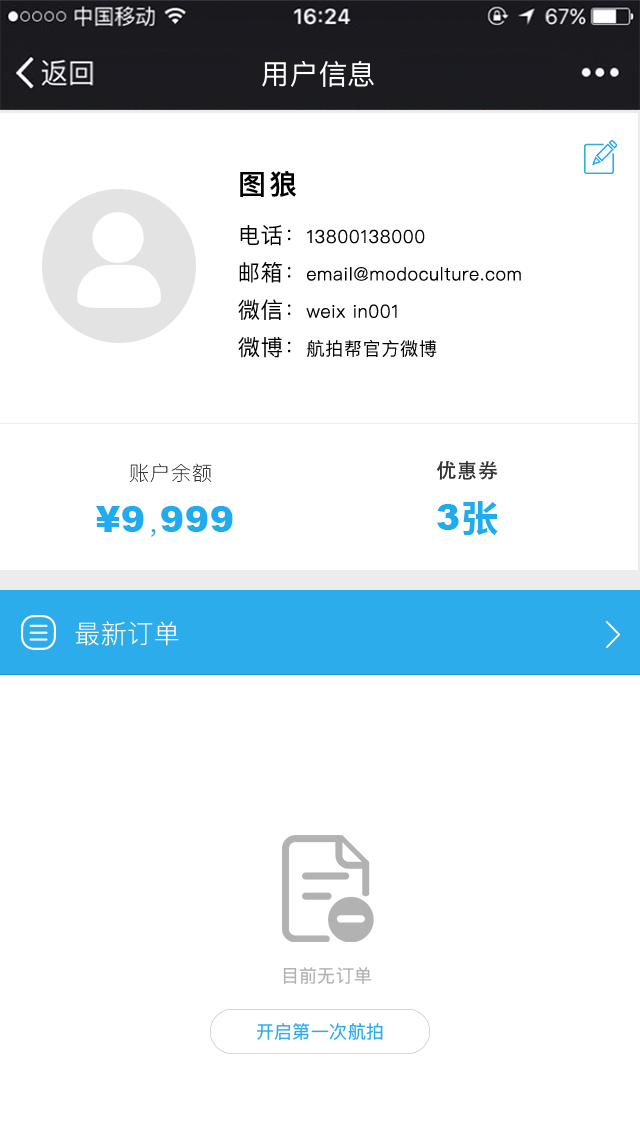 中国移动 16:24 67%
返回 用户信息
图狼
电话：13800138000
邮箱：email@modoculture.com
微信：weix in001
微博：航拍帮官方微博
账户余额 优惠券
¥9,999 3张
最新订单
目前无订单
开启第一次航拍